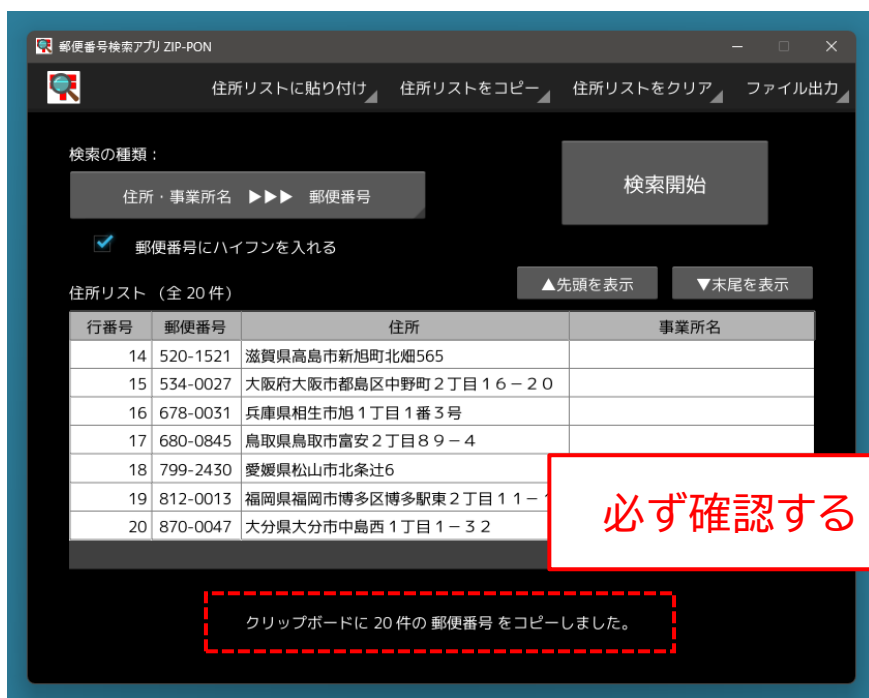 郵便番号検索アプリ ZIP-PON
住所リストに貼り付け 住所リストをコピー 住所リストをクリア ファイル出力
検索の種類：
住所・事業所名 ▶▶▶ 郵便番号
検索開始
郵便番号にハイフンを入れる
住所リスト （全 20 件）
▲先頭を表示 ▼末尾を表示
行番号 郵便番号 住所 事業所名
14 520-1521 滋賀県高島市新旭町北畑565
15 534-0027 大阪府大阪市都島区中野町２丁目１６－２０
16 678-0031 兵庫県相生市旭１丁目１番３号
17 680-0845 鳥取県鳥取市富安２丁目８９－４
18 799-2430 愛媛県松山市北条辻6
19 812-0013 福岡県福岡市博多区博多駅東２丁目１１－
20 870-0047 大分県大分市中島西１丁目１－３２
必ず確認する
クリップボードに 20 件の 郵便番号 をコピーしました。